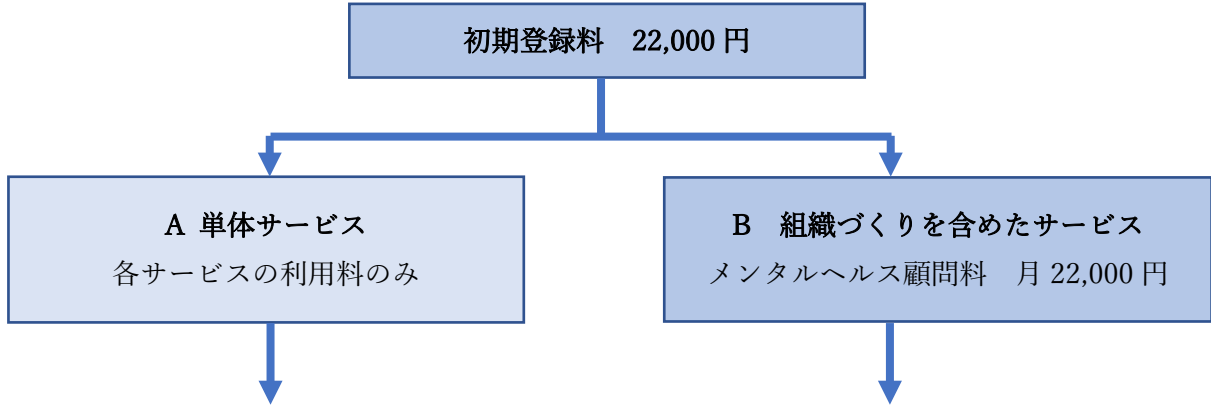 初期登録料　22,000 円
A 単体サービス
各サービスの利用料のみ
B　組織づくりを含めたサービス
メンタルヘルス顧問料　月 22,000 円